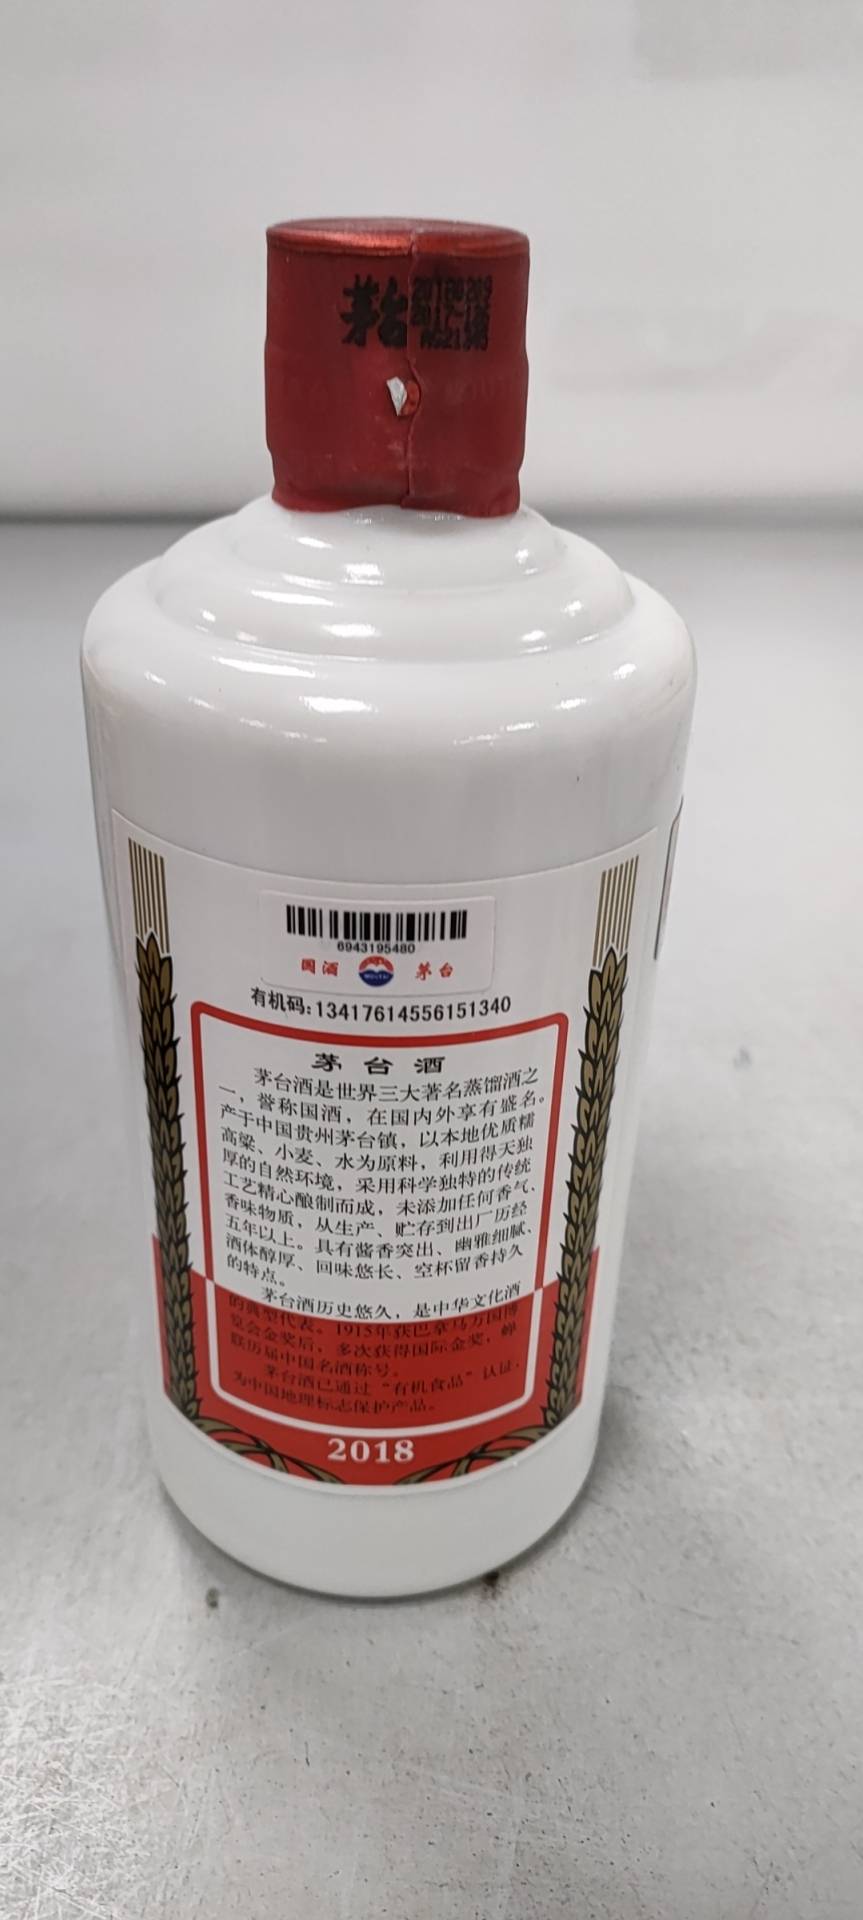 茅台
2017-126
6943195480
国酒 MOUTAI 茅台
有机码:13417614556151340
茅台酒
茅台酒是世界三大著名蒸馏酒之
一，誉称国酒，在国内外享有盛名。
产于中国贵州茅台镇，以本地优质糯
高粱、小麦、水为原料，利用得天独
厚的自然环境，采用科学独特的传统
工艺精心酿制而成，未添加任何香气、
香味物质，从生产、贮存到出厂历经
五年以上。具有酱香突出、幽雅细腻、
酒体醇厚、回味悠长、空杯留香持久
的特点。
茅台酒历史悠久，是中华文化酒
的典型代表。1915年获巴拿马万国博
览会金奖后，多次获得国际金奖，蝉
联历届中国名酒称号。
茅台酒已通过“有机食品”认证，
为中国地理标志保护产品。
2018